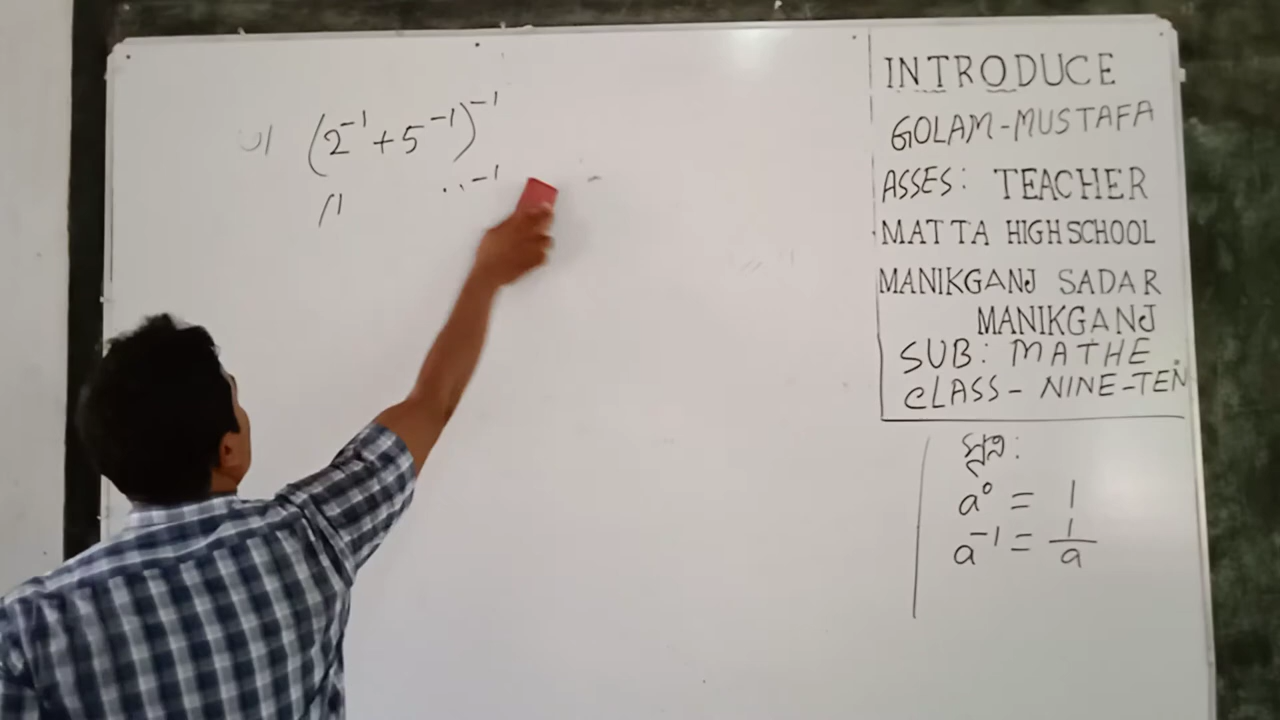 (2⁻¹ + 5⁻¹)⁻¹
INTRODUCE
GOLAM-MUSTAFA
ASSES: TEACHER
MATTA HIGH SCHOOL
MANIKGANJ SADAR
MANIKGANJ
SUB: MATHE
CLASS - NINE-TEN
সূত্র:
a⁰ = 1
a⁻¹ = 1/a